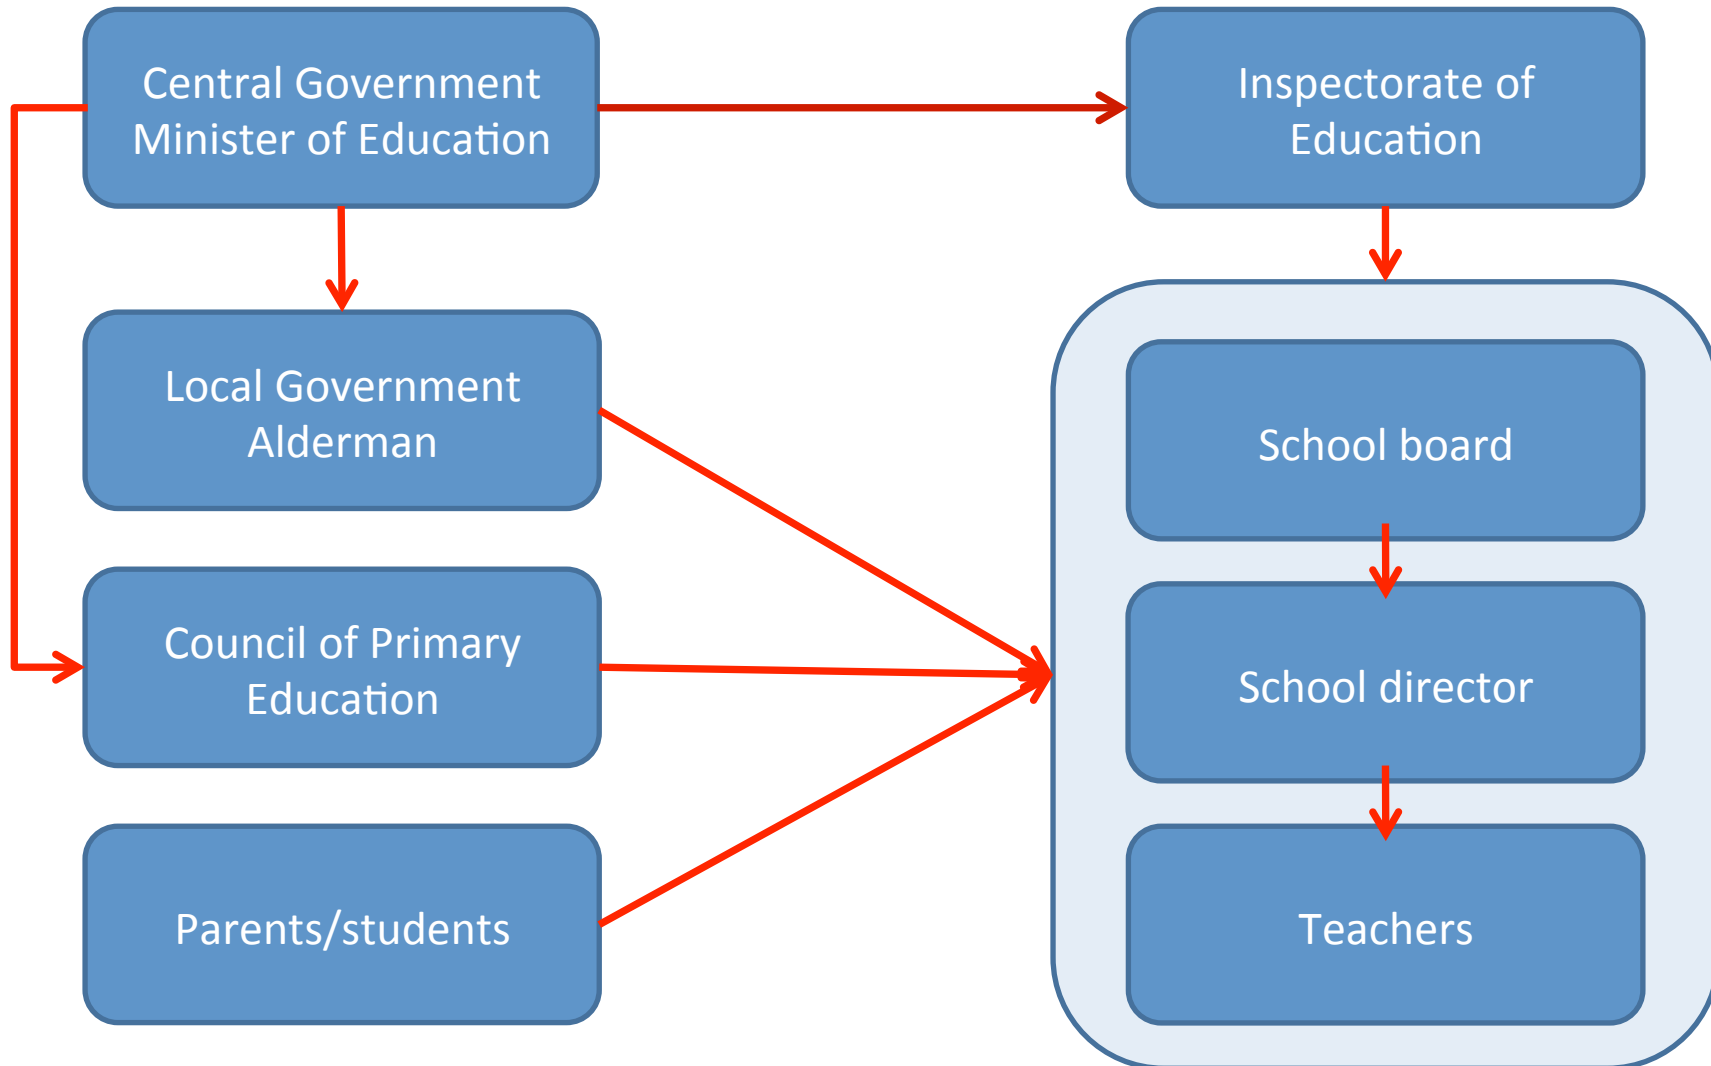 Central Government
Minister of Education
Inspectorate of
Education
Local Government
Alderman
School board
Council of Primary
Education
School director
Parents/students
Teachers